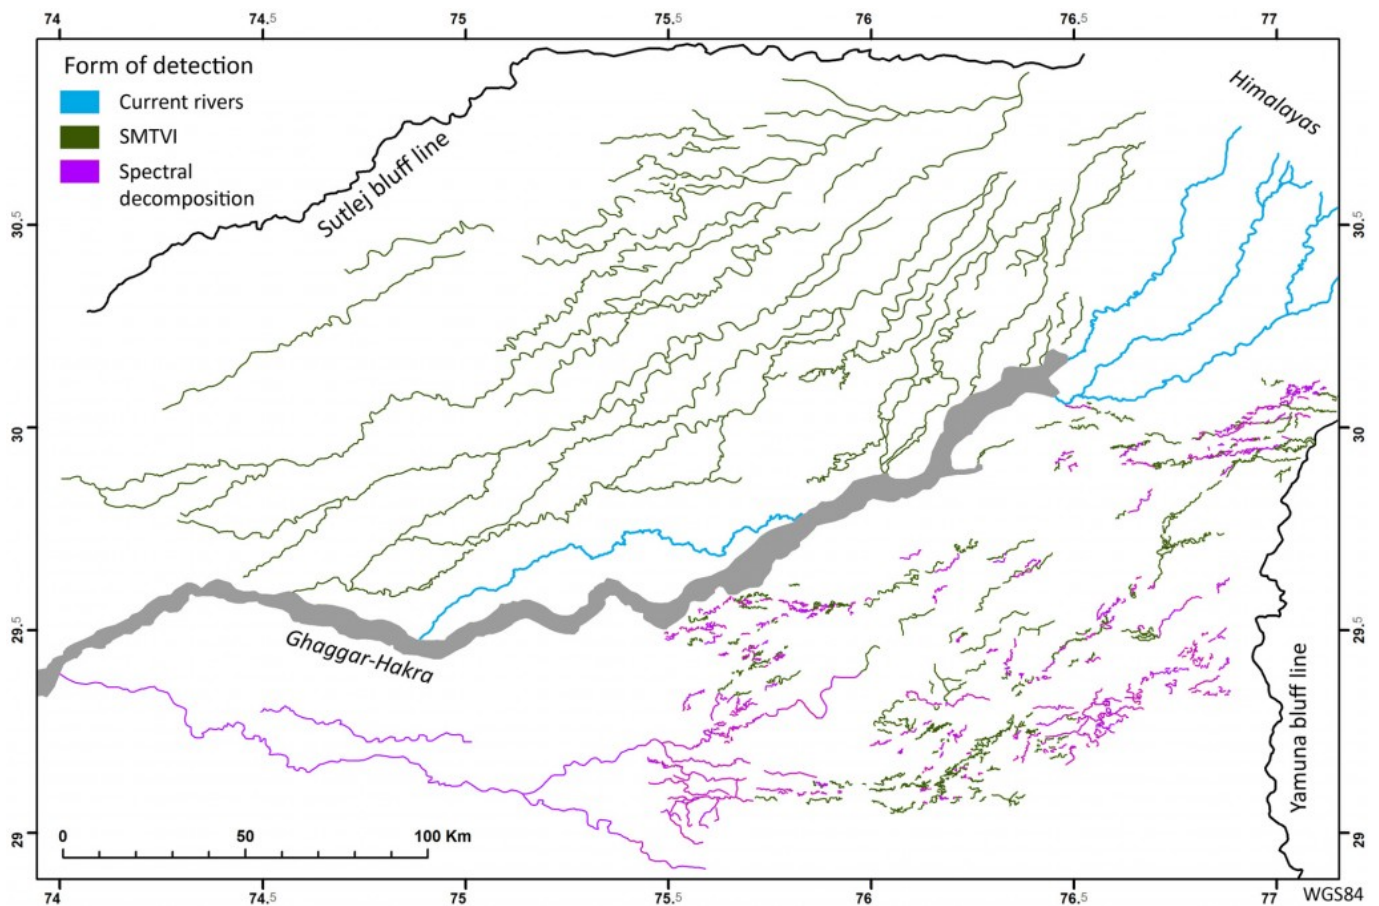 74 74.5 75 75.5 76 76.5 77
Form of detection
Current rivers
SMTVI
Spectral
decomposition
Himalayas
Sutlej bluff line
30.5 30.5
30 30
29.5 29.5
Ghaggar-Hakra
Yamuna bluff line
29 29
0 50 100 Km
74 74.5 75 75.5 76 76.5 77
WGS84